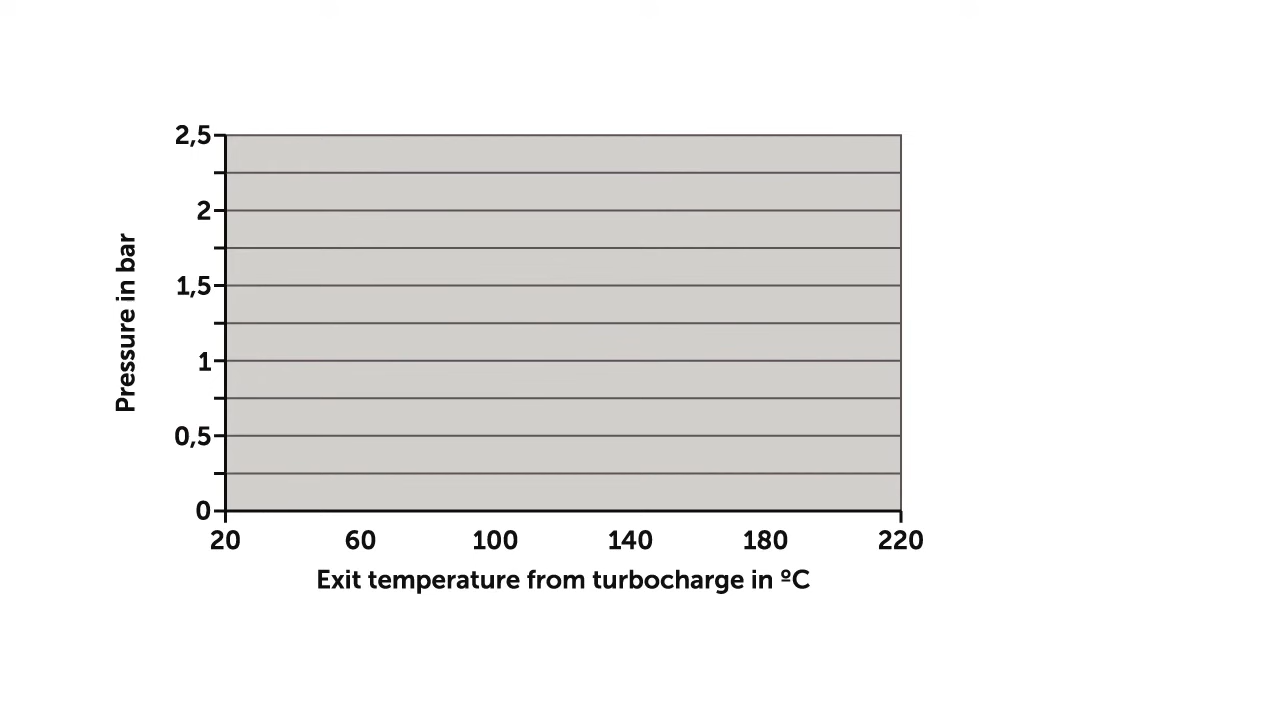 2,5
2
1,5
1
0,5
0
Pressure in bar
20 60 100 140 180 220
Exit temperature from turbocharge in ºC